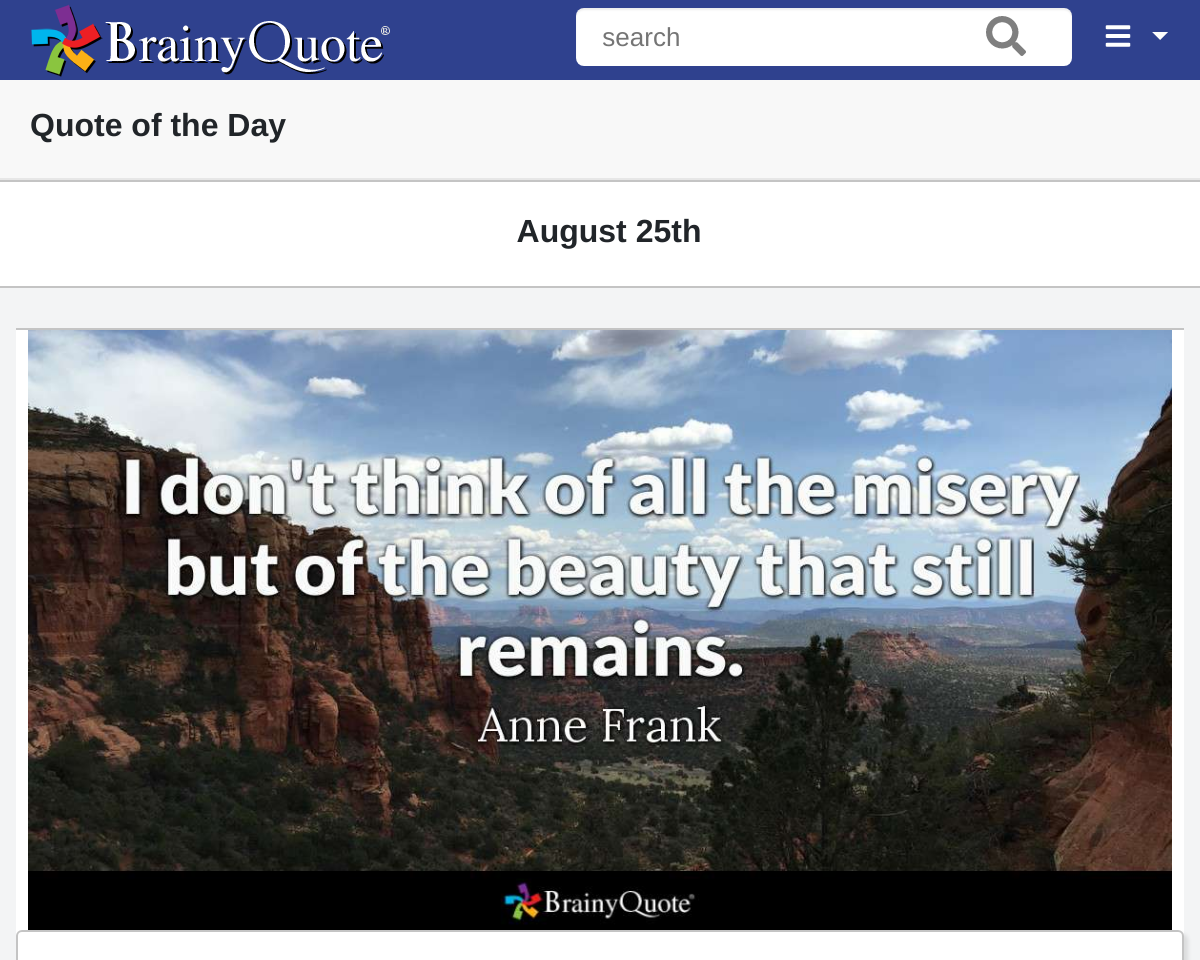 BrainyQuote®
search
Quote of the Day
August 25th
I don't think of all the misery
but of the beauty that still
remains.
Anne Frank
BrainyQuote®